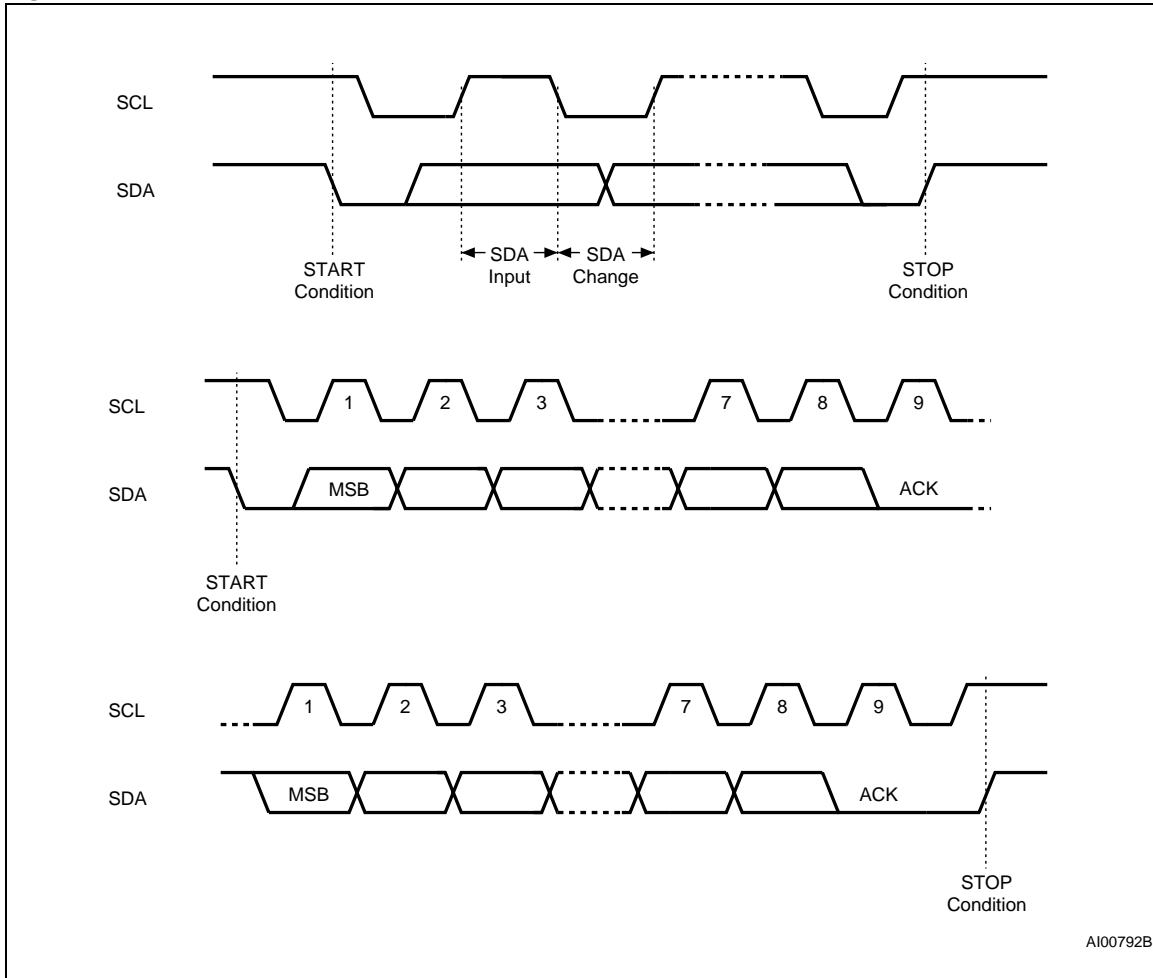 SCL
SDA
START
Condition
SDA
Input
SDA
Change
STOP
Condition
SCL
1 2 3 7 8 9
SDA
MSB ACK
START
Condition
SCL
1 2 3 7 8 9
SDA
MSB ACK
STOP
Condition
AI00792B